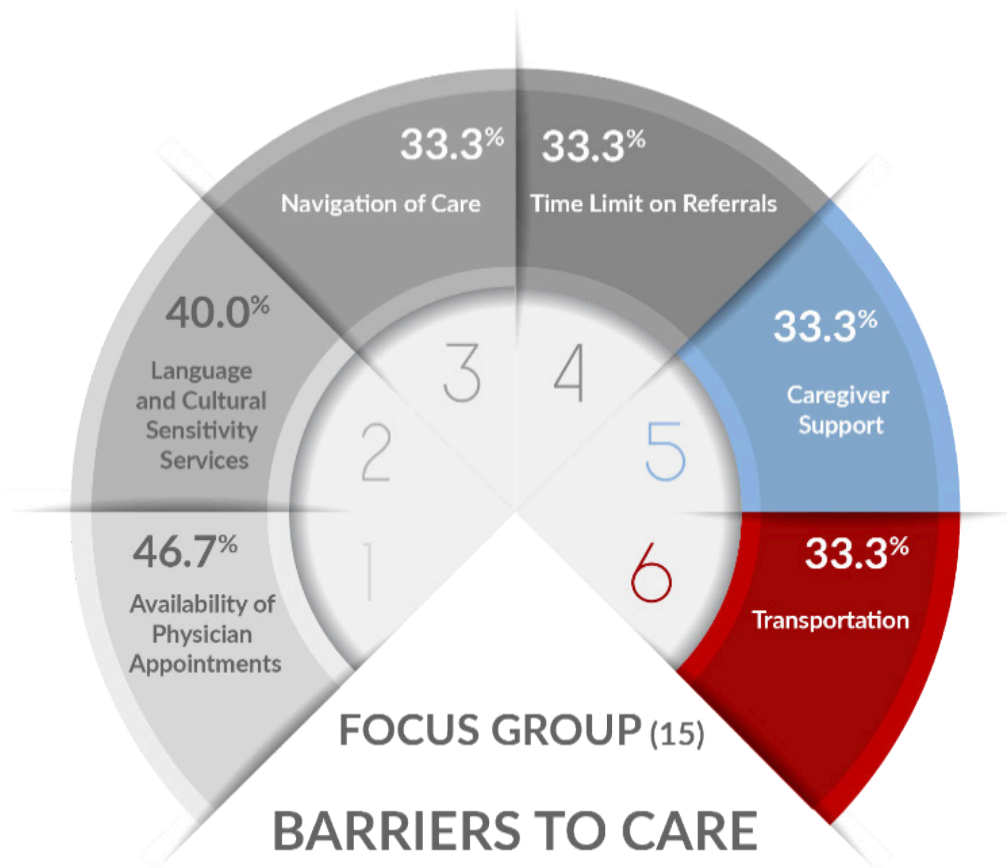 33.3%
Navigation of Care
33.3%
Time Limit on Referrals
40.0%
Language
and Cultural
Sensitivity
Services
33.3%
Caregiver
Support
46.7%
Availability of
Physician
Appointments
33.3%
Transportation
1
2
3
4
5
6
FOCUS GROUP (15)
BARRIERS TO CARE